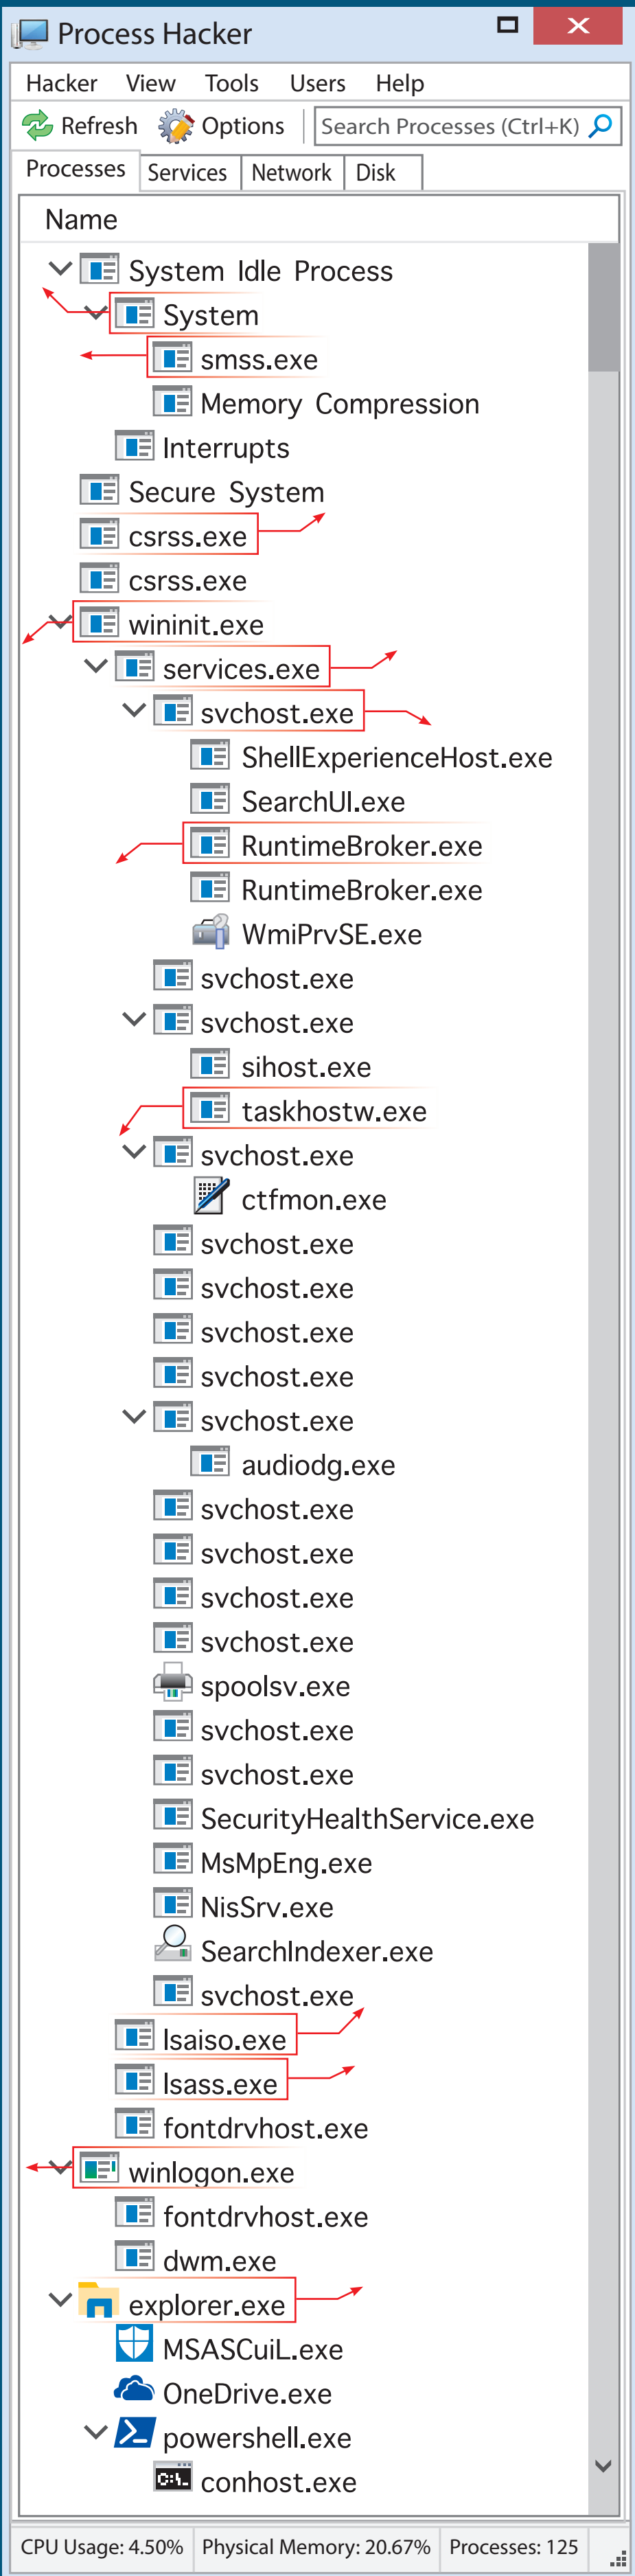 Process Hacker
Hacker View Tools Users Help
Refresh Options Search Processes (Ctrl+K)
Processes Services Network Disk
Name
System Idle Process
System
smss.exe
Memory Compression
Interrupts
Secure System
csrss.exe
csrss.exe
wininit.exe
services.exe
svchost.exe
ShellExperienceHost.exe
SearchUI.exe
RuntimeBroker.exe
RuntimeBroker.exe
WmiPrvSE.exe
svchost.exe
svchost.exe
sihost.exe
taskhostw.exe
svchost.exe
ctfmon.exe
svchost.exe
svchost.exe
svchost.exe
svchost.exe
svchost.exe
audiodg.exe
svchost.exe
svchost.exe
svchost.exe
svchost.exe
spoolsv.exe
svchost.exe
svchost.exe
SecurityHealthService.exe
MsMpEng.exe
NisSrv.exe
SearchIndexer.exe
svchost.exe
lsaiso.exe
lsass.exe
fontdrvhost.exe
winlogon.exe
fontdrvhost.exe
dwm.exe
explorer.exe
MSASCuiL.exe
OneDrive.exe
powershell.exe
C:\_ conhost.exe
CPU Usage: 4.50% Physical Memory: 20.67% Processes: 125